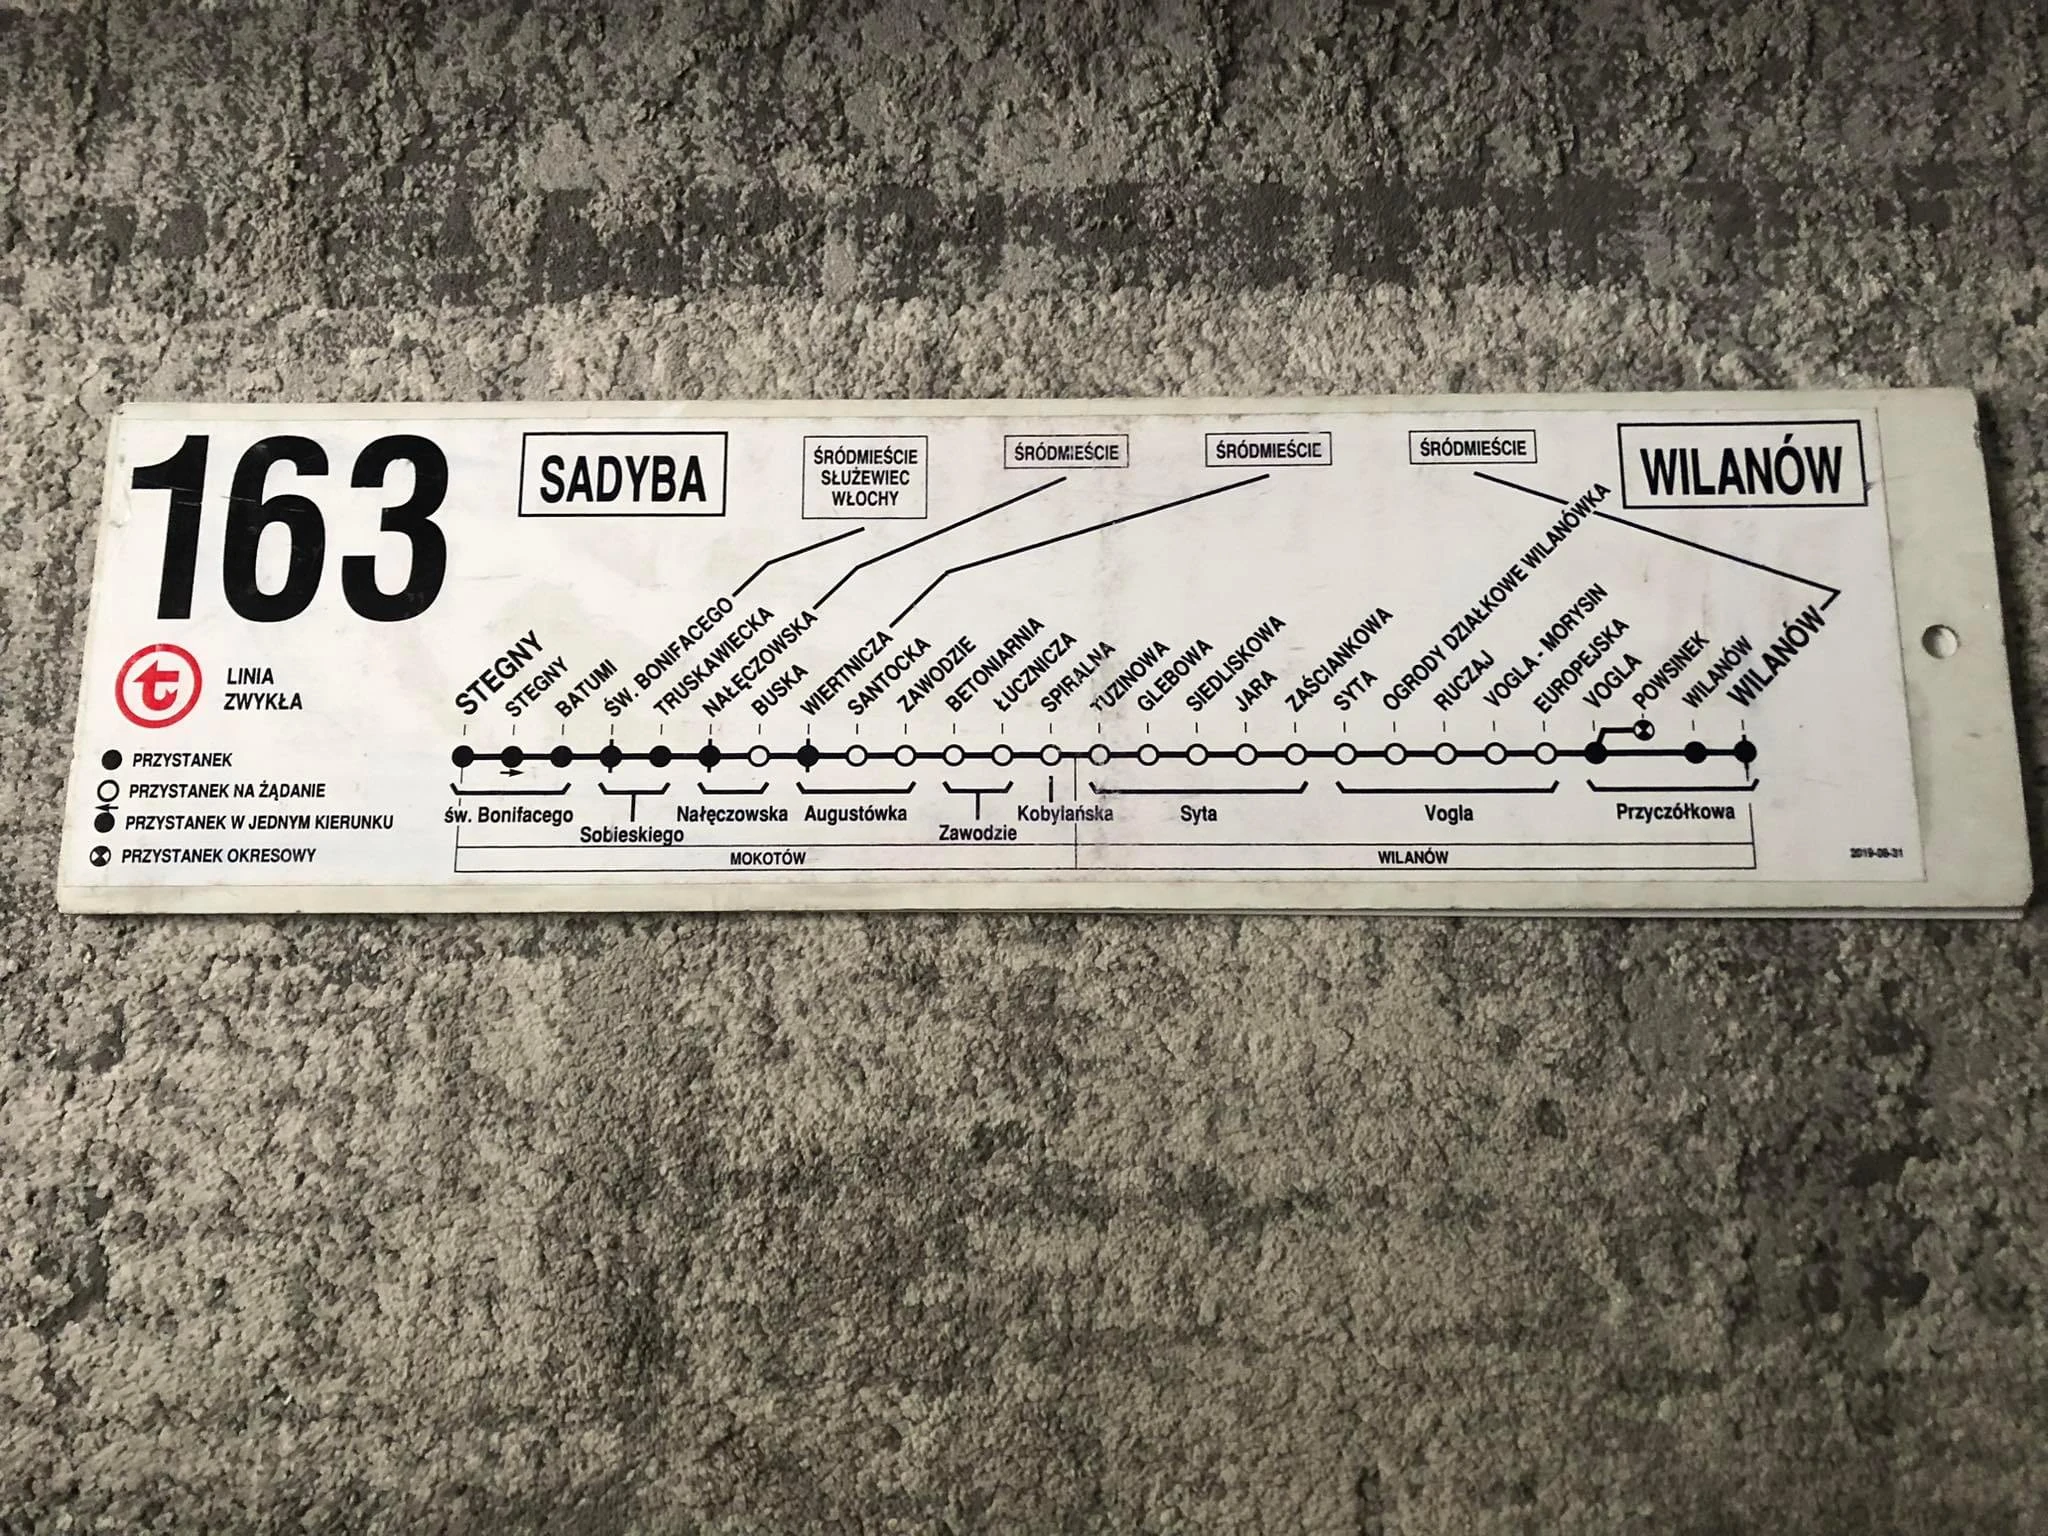 163
SADYBA
ŚRÓDMIEŚCIE
SŁUŻEWIEC
WŁOCHY
ŚRÓDMIEŚCIE
ŚRÓDMIEŚCIE
ŚRÓDMIEŚCIE
WILANÓW
t
LINIA
ZWYKŁA
PRZYSTANEK
PRZYSTANEK NA ŻĄDANIE
PRZYSTANEK W JEDNYM KIERUNKU
PRZYSTANEK OKRESOWY
STEGNY
STEGNY
BATUMI
ŚW. BONIFACEGO
TRUSKAWIECKA
NAŁĘCZOWSKA
BUSKA
WIERTNICZA
SANTOCKA
ZAWODZIE
BETONIARNIA
ŁUCZNICZA
SPIRALNA
TUZINOWA
GLEBOWA
SIEDLISKOWA
JARA
ZAŚCIANKOWA
SYTA
OGRODY DZIAŁKOWE WILANÓWKA
RUCZAJ
VOGLA - MORYSIN
EUROPEJSKA
VOGLA
POWSINEK
WILANÓW
WILANÓW
św. Bonifacego
Sobieskiego
Nałęczowska
Augustówka
Zawodzie
Kobylańska
Syta
Vogla
Przyczółkowa
MOKOTÓW
WILANÓW
2019-08-31